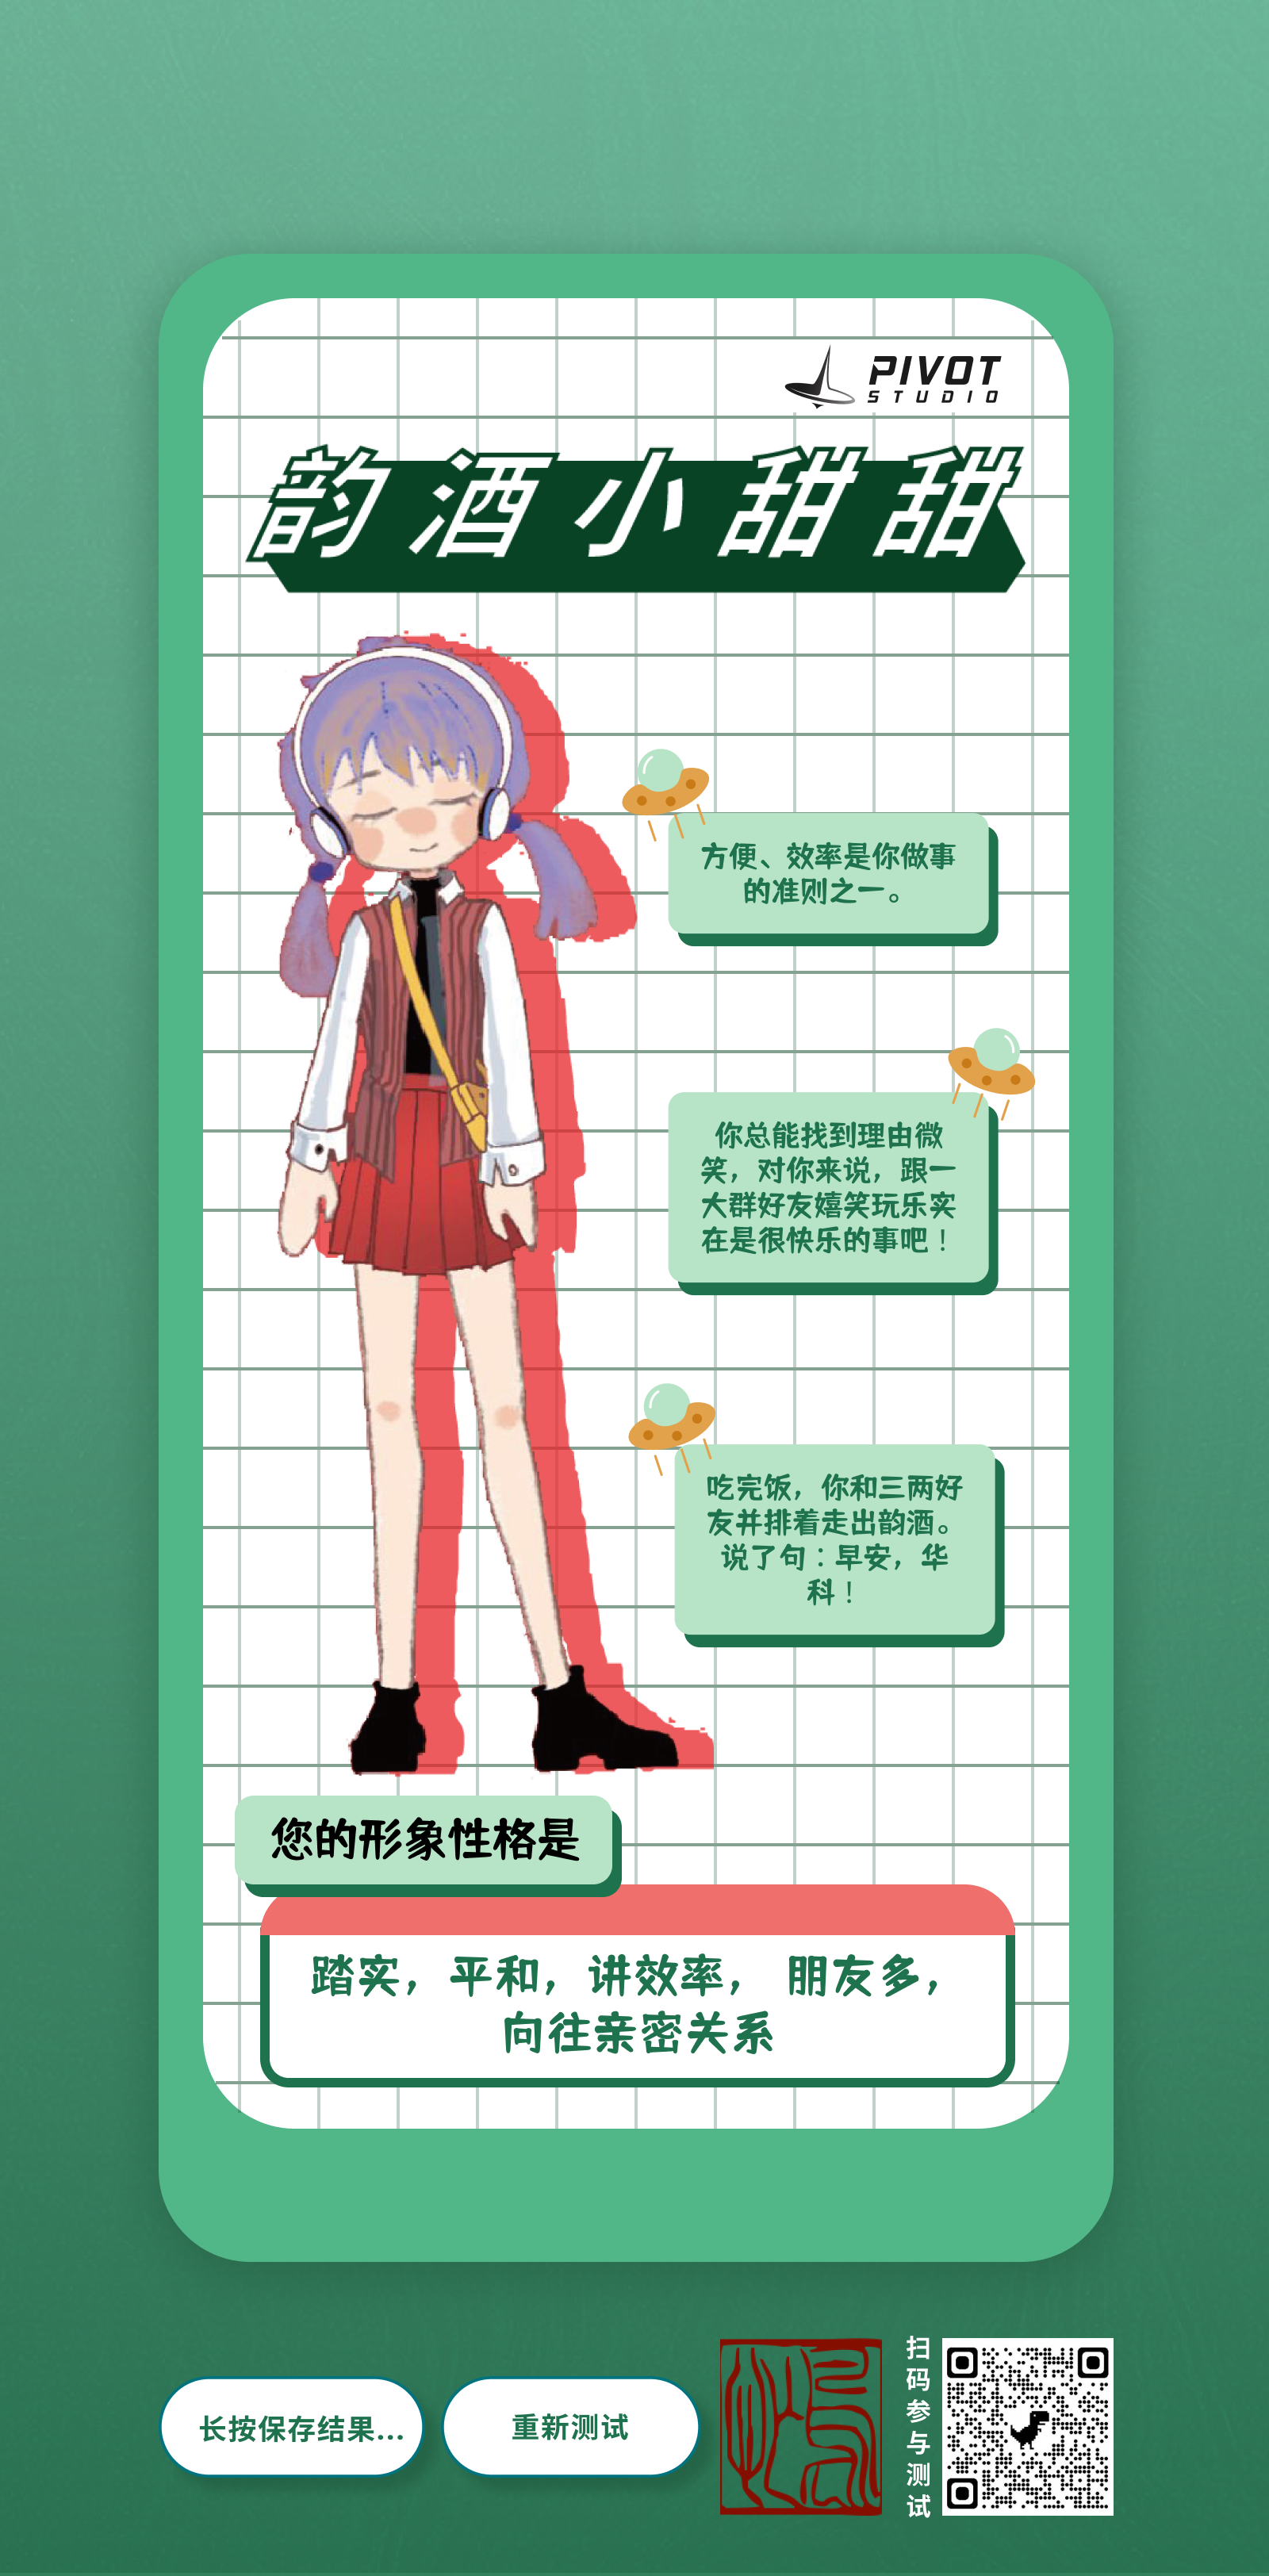 PIVOT
STUDIO
韵酒小甜甜
方便、效率是你做事
的准则之一。
你总能找到理由微
笑，对你来说，跟一
大群好友嬉笑玩乐实
在是很快乐的事吧！
吃完饭，你和三两好
友并排着走出韵酒。
说了句：早安，华
科！
您的形象性格是
踏实，平和，讲效率， 朋友多，
向往亲密关系
长按保存结果...
重新测试
扫码参与测试